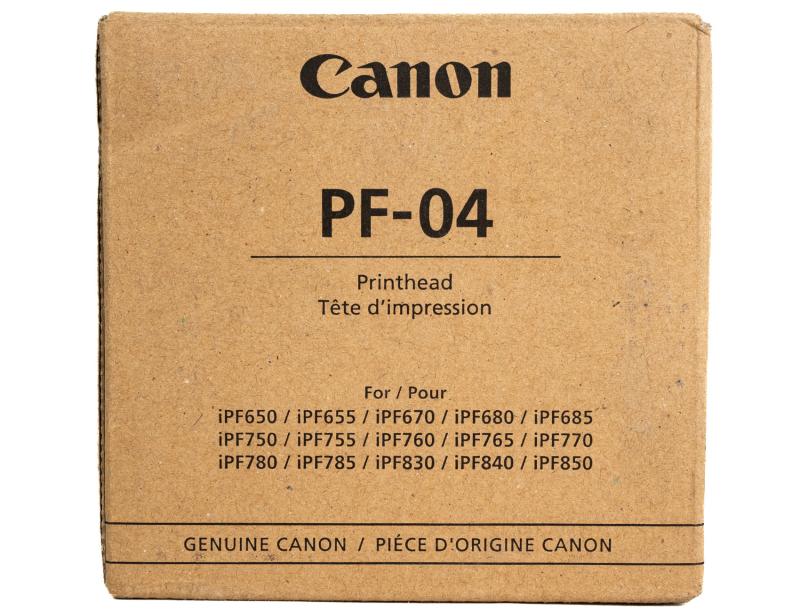 Canon
PF-04
Printhead
Tête d'impression
For / Pour
iPF650 / iPF655 / iPF670 / iPF680 / iPF685
iPF750 / iPF755 / iPF760 / iPF765 / iPF770
iPF780 / iPF785 / iPF830 / iPF840 / iPF850
GENUINE CANON / PIÉCE D'ORIGINE CANON